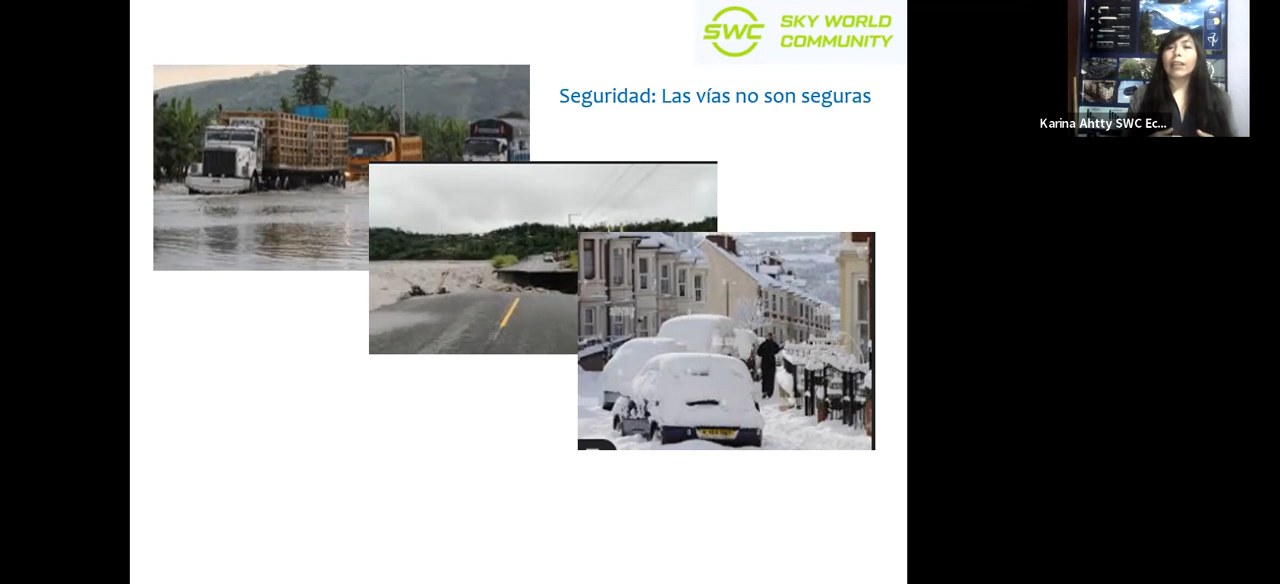 SWC SKY WORLD
COMMUNITY
Seguridad: Las vías no son seguras
Karina Ahtty SWC Ec...